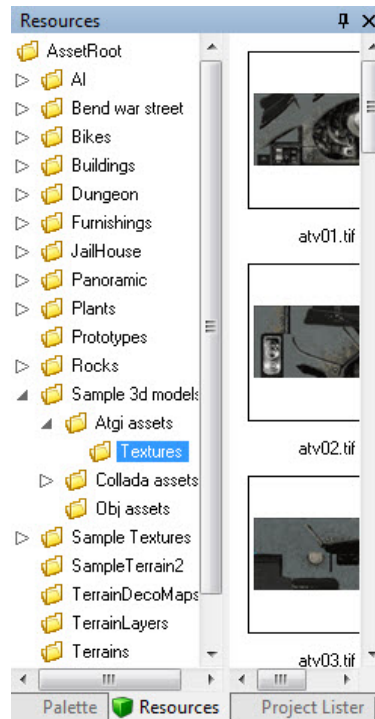 Resources
AssetRoot
AI
Bend war street
Bikes
Buildings
Dungeon
Furnishings
JailHouse
Panoramic
Plants
Prototypes
Rocks
Sample 3d models
Atgi assets
Textures
Collada assets
Obj assets
Sample Textures
SampleTerrain2
TerrainDecoMaps
TerrainLayers
Terrains
atv01.tif
atv02.tif
atv03.tif
Palette
Resources
Project Lister